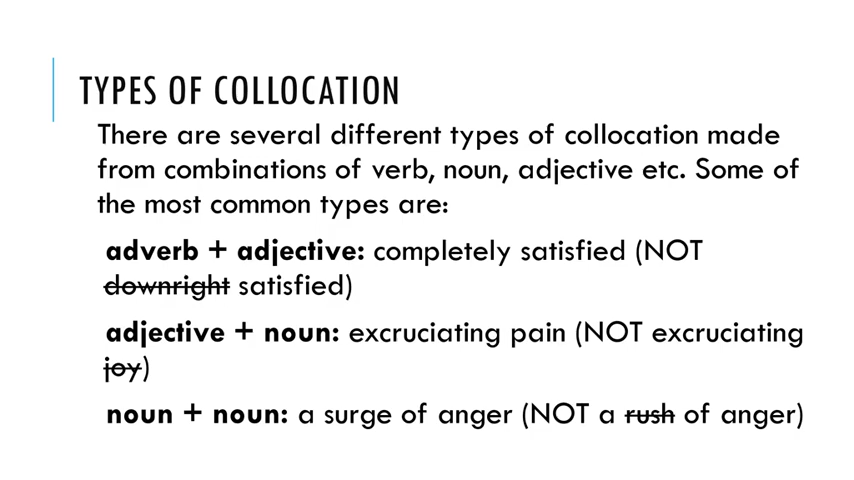 TYPES OF COLLOCATION
There are several different types of collocation made
from combinations of verb, noun, adjective etc. Some of
the most common types are:
adverb + adjective: completely satisfied (NOT
downright satisfied)
adjective + noun: excruciating pain (NOT excruciating
joy)
noun + noun: a surge of anger (NOT a rush of anger)